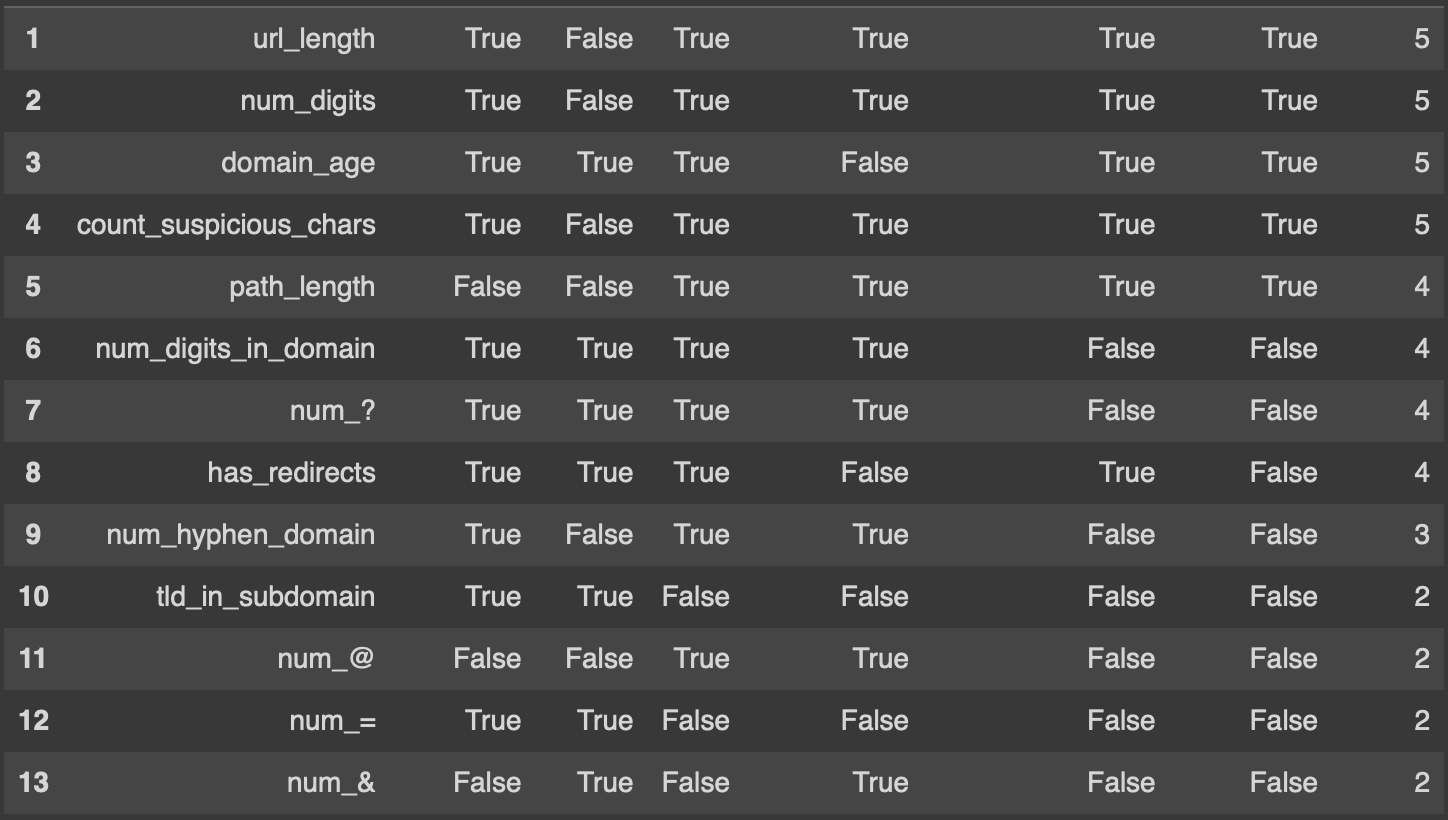 1 url_length True False True True True True 5
2 num_digits True False True True True True 5
3 domain_age True True True False True True 5
4 count_suspicious_chars True False True True True True 5
5 path_length False False True True True True 4
6 num_digits_in_domain True True True True False False 4
7 num_? True True True True False False 4
8 has_redirects True True True False True False 4
9 num_hyphen_domain True False True True False False 3
10 tld_in_subdomain True True False False False False 2
11 num_@ False False True True False False 2
12 num_= True True False False False False 2
13 num_& False True False True False False 2